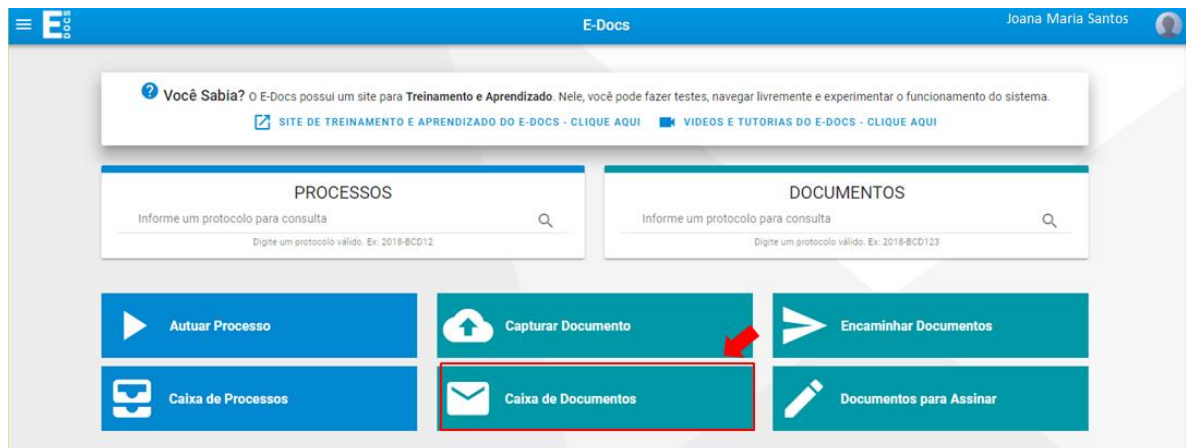 E DOCS
E-Docs
Joana Maria Santos
Você Sabia? O E-Docs possui um site para Treinamento e Aprendizado. Nele, você pode fazer testes, navegar livremente e experimentar o funcionamento do sistema.
SITE DE TREINAMENTO E APRENDIZADO DO E-DOCS - CLIQUE AQUI
VIDEOS E TUTORIAS DO E-DOCS - CLIQUE AQUI
PROCESSOS
Informe um protocolo para consulta
Digite um protocolo válido. Ex: 2018-BCD12
DOCUMENTOS
Informe um protocolo para consulta
Digite um protocolo válido. Ex: 2018-BCD123
Autuar Processo
Capturar Documento
Encaminhar Documentos
Caixa de Processos
Caixa de Documentos
Documentos para Assinar